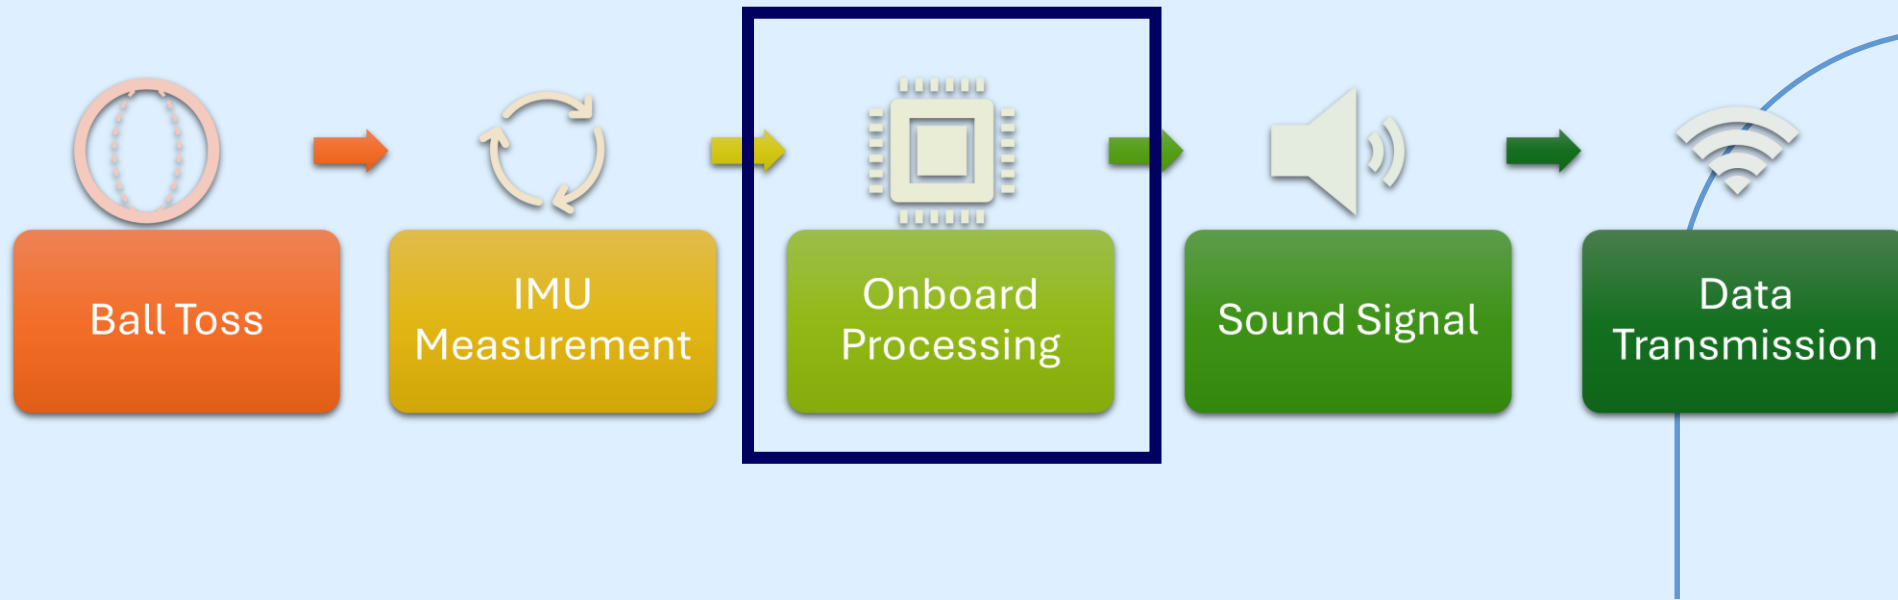 Ball Toss
IMU
Measurement
Onboard
Processing
Sound Signal
Data
Transmission